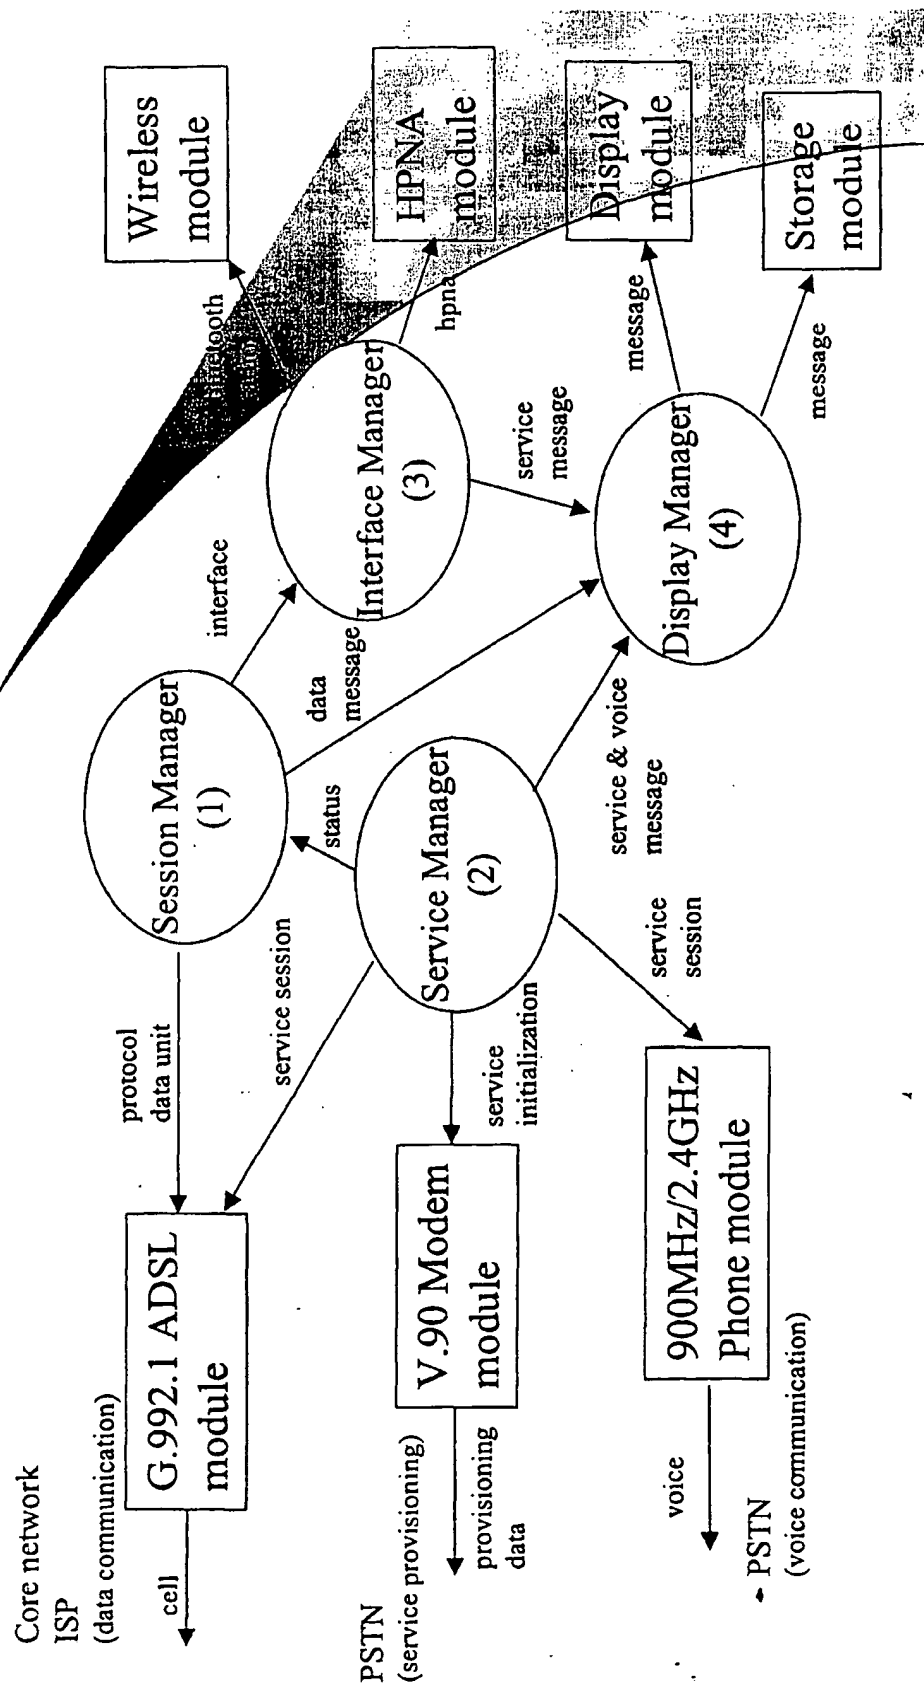 Core network
ISP
(data communication)
cell
G.992.1 ADSL
module
protocol
data unit
Session Manager
(1)
interface
Wireless
module
bluetooth
service session
status
data
message
Interface Manager
(3)
hpna
HPNA
module
PSTN
(service provisioning)
provisioning
data
V.90 Modem
module
service
initialization
Service Manager
(2)
service
message
service & voice
message
Display Manager
(4)
message
Display
module
message
Storage
module
service
session
900MHz/2.4GHz
Phone module
voice
PSTN
(voice communication)